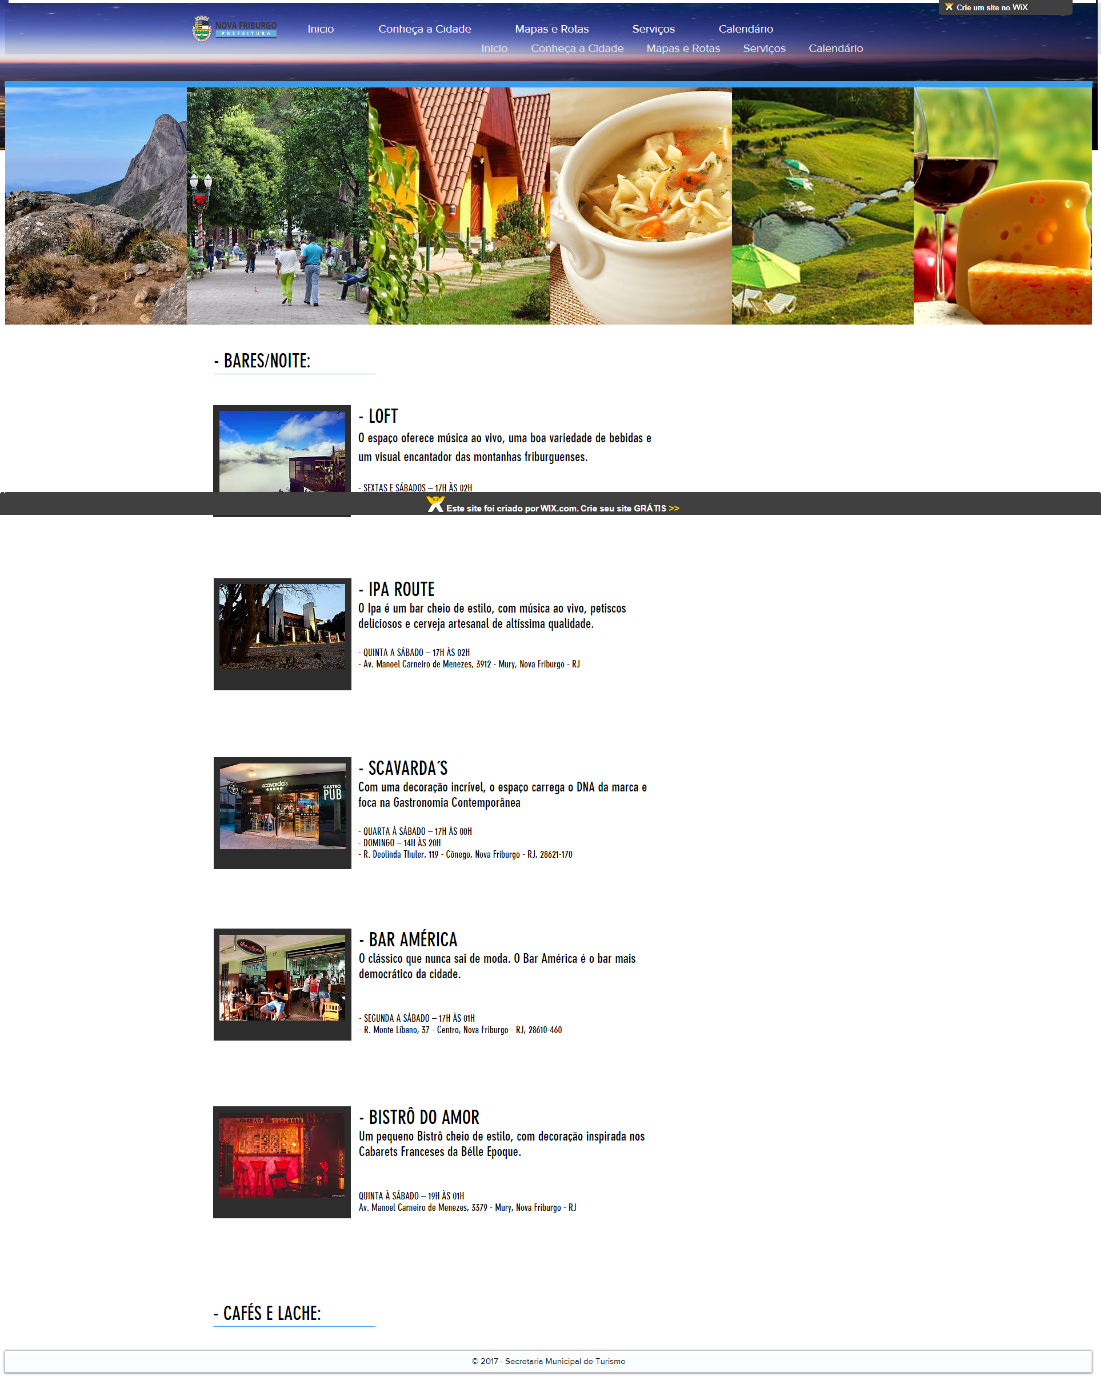 Crie um site no WiX
NOVA FRIBURGO
PREFEITURA
Inicio Conheça a Cidade Mapas e Rotas Serviços Calendário
Inicio Conheça a Cidade Mapas e Rotas Serviços Calendário
- BARES/NOITE:
- LOFT
O espaço oferece música ao vivo, uma boa variedade de bebidas e
um visual encantador das montanhas friburguenses.
- SEXTAS E SÁBADOS – 17H ÀS 02H
Este site foi criado por WIX.com. Crie seu site GRÁTIS >>
- IPA ROUTE
O Ipa é um bar cheio de estilo, com música ao vivo, petiscos
deliciosos e cerveja artesanal de altíssima qualidade.
- QUINTA A SÁBADO – 17H ÀS 02H
- Av. Manoel Carneiro de Menezes, 3912 - Mury, Nova Friburgo - RJ
- SCAVARDA´S
Com uma decoração incrível, o espaço carrega o DNA da marca e
foca na Gastronomia Contemporânea
scavarda's
GASTRO
PUB
- QUARTA À SÁBADO – 17H ÀS 00H
- DOMINGO – 14H ÀS 20H
- R. Deolinda Thuler, 119 - Cônego, Nova Friburgo - RJ, 28621-170
- BAR AMÉRICA
O clássico que nunca sai de moda. O Bar América é o bar mais
democrático da cidade.
- SEGUNDA A SÁBADO – 17H ÀS 01H
- R. Monte Líbano, 37 - Centro, Nova Friburgo - RJ, 28610-460
- BISTRÔ DO AMOR
Um pequeno Bistrô cheio de estilo, com decoração inspirada nos
Cabarets Franceses da Bélle Epoque.
QUINTA À SÁBADO – 19H ÀS 01H
Av. Manoel Carneiro de Menezes, 3379 - Mury, Nova Friburgo - RJ
- CAFÉS E LACHE:
© 2017 - Secretaria Municipal de Turismo